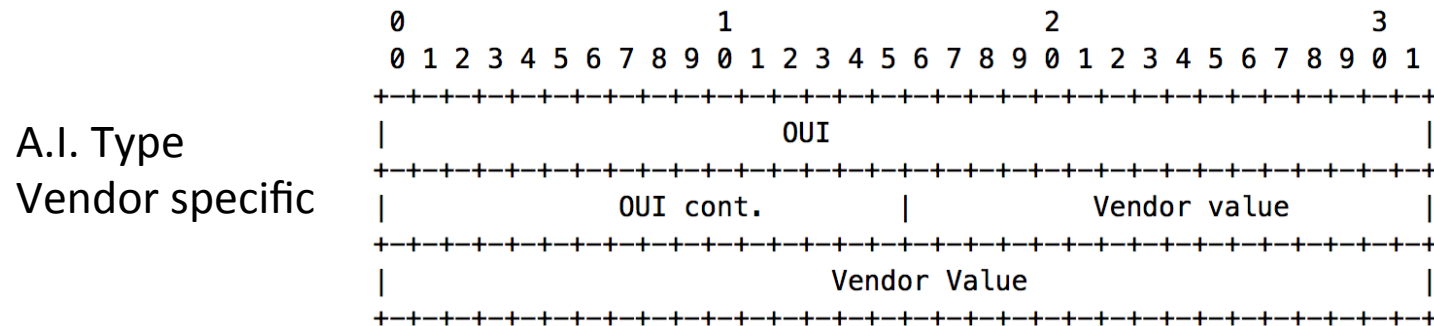 0                   1                   2                   3
0 1 2 3 4 5 6 7 8 9 0 1 2 3 4 5 6 7 8 9 0 1 2 3 4 5 6 7 8 9 0 1
+-+-+-+-+-+-+-+-+-+-+-+-+-+-+-+-+-+-+-+-+-+-+-+-+-+-+-+-+-+-+-+-+
A.I. Type
| OUI |
+-+-+-+-+-+-+-+-+-+-+-+-+-+-+-+-+-+-+-+-+-+-+-+-+-+-+-+-+-+-+-+-+
Vendor specific
| OUI cont. | Vendor value |
+-+-+-+-+-+-+-+-+-+-+-+-+-+-+-+-+-+-+-+-+-+-+-+-+-+-+-+-+-+-+-+-+
| Vendor Value |
+-+-+-+-+-+-+-+-+-+-+-+-+-+-+-+-+-+-+-+-+-+-+-+-+-+-+-+-+-+-+-+-+